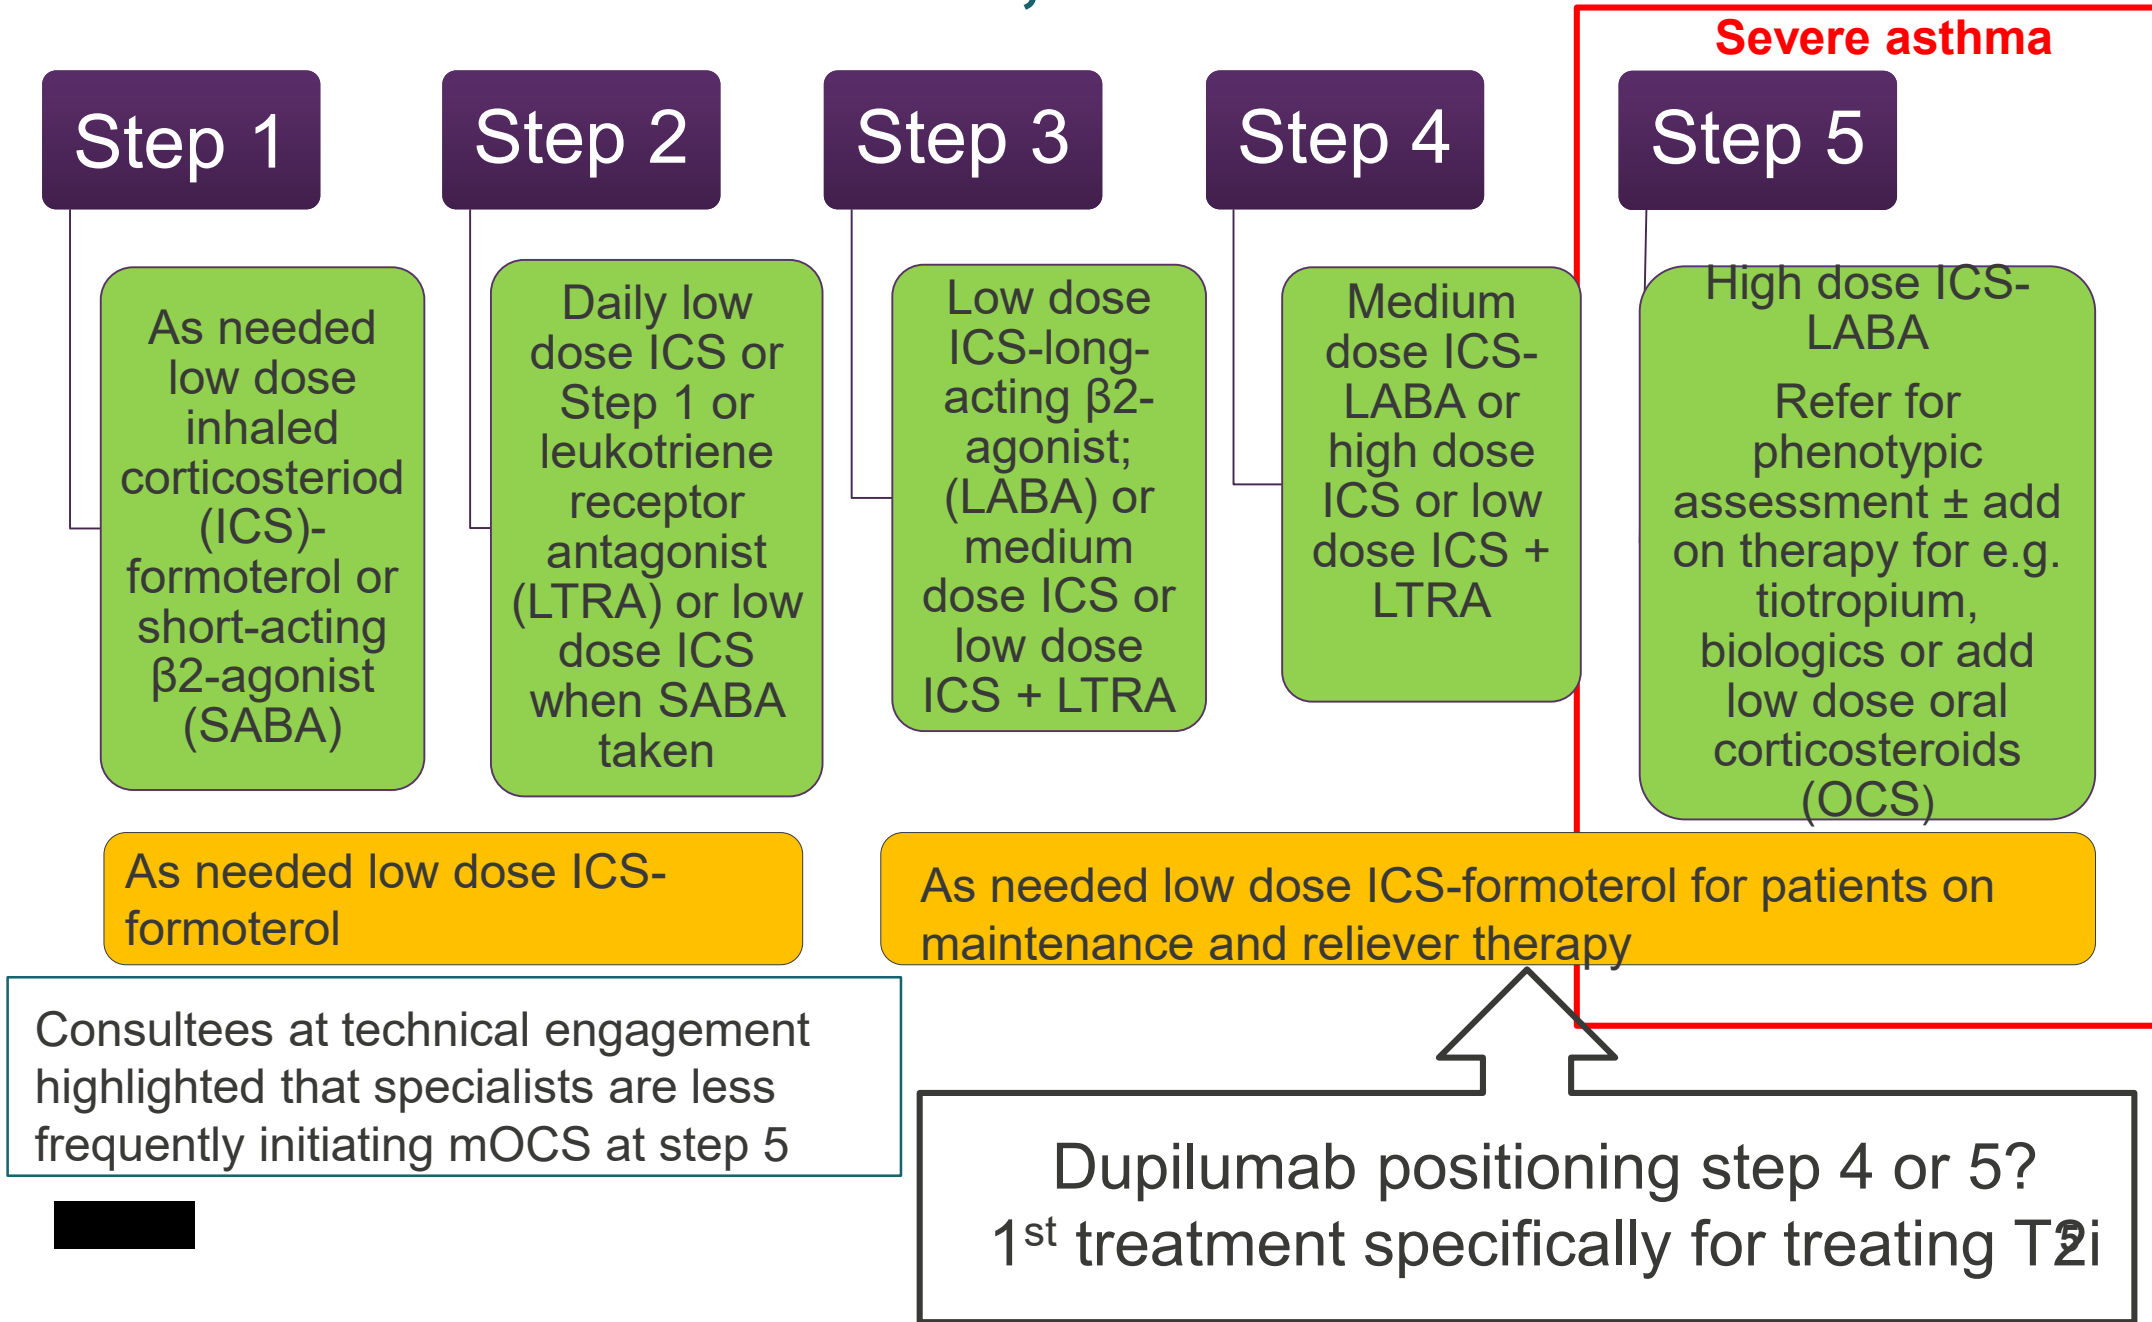 Severe asthma
Step 1
Step 2
Step 3
Step 4
Step 5
As needed
low dose
inhaled
corticosteriod
(ICS)-
formoterol or
short-acting
β2-agonist
(SABA)
Daily low
dose ICS or
Step 1 or
leukotriene
receptor
antagonist
(LTRA) or low
dose ICS
when SABA
taken
Low dose
ICS-long-
acting β2-
agonist;
(LABA) or
medium
dose ICS or
low dose
ICS + LTRA
Medium
dose ICS-
LABA or
high dose
ICS or low
dose ICS +
LTRA
High dose ICS-
LABA
Refer for
phenotypic
assessment ± add
on therapy for e.g.
tiotropium,
biologics or add
low dose oral
corticosteroids
(OCS)
As needed low dose ICS-
formoterol
As needed low dose ICS-formoterol for patients on
maintenance and reliever therapy
Consultees at technical engagement
highlighted that specialists are less
frequently initiating mOCS at step 5
Dupilumab positioning step 4 or 5?
1st treatment specifically for treating T2i
5